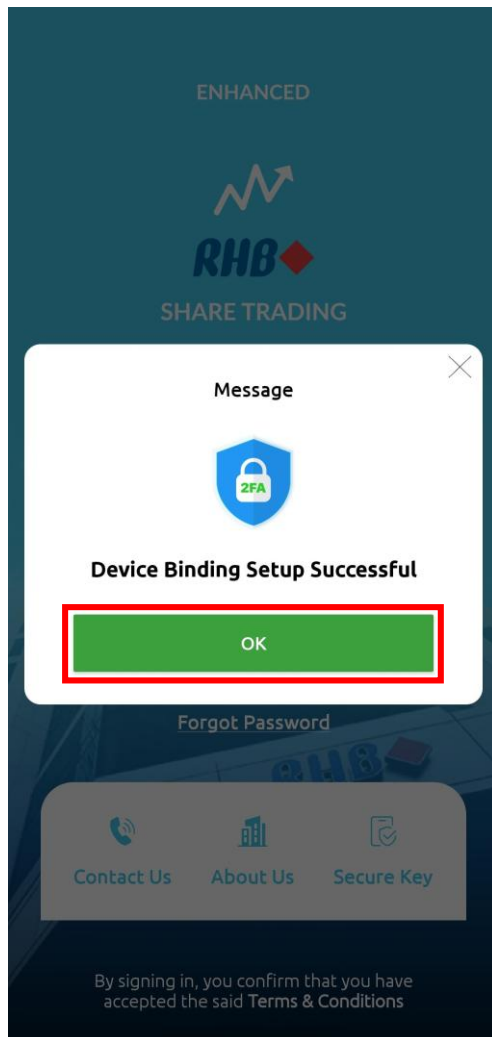 ENHANCED
RHB
SHARE TRADING
Message
2FA
Device Binding Setup Successful
OK
Forgot Password
RHB
Contact Us
About Us
Secure Key
By signing in, you confirm that you have
accepted the said Terms & Conditions